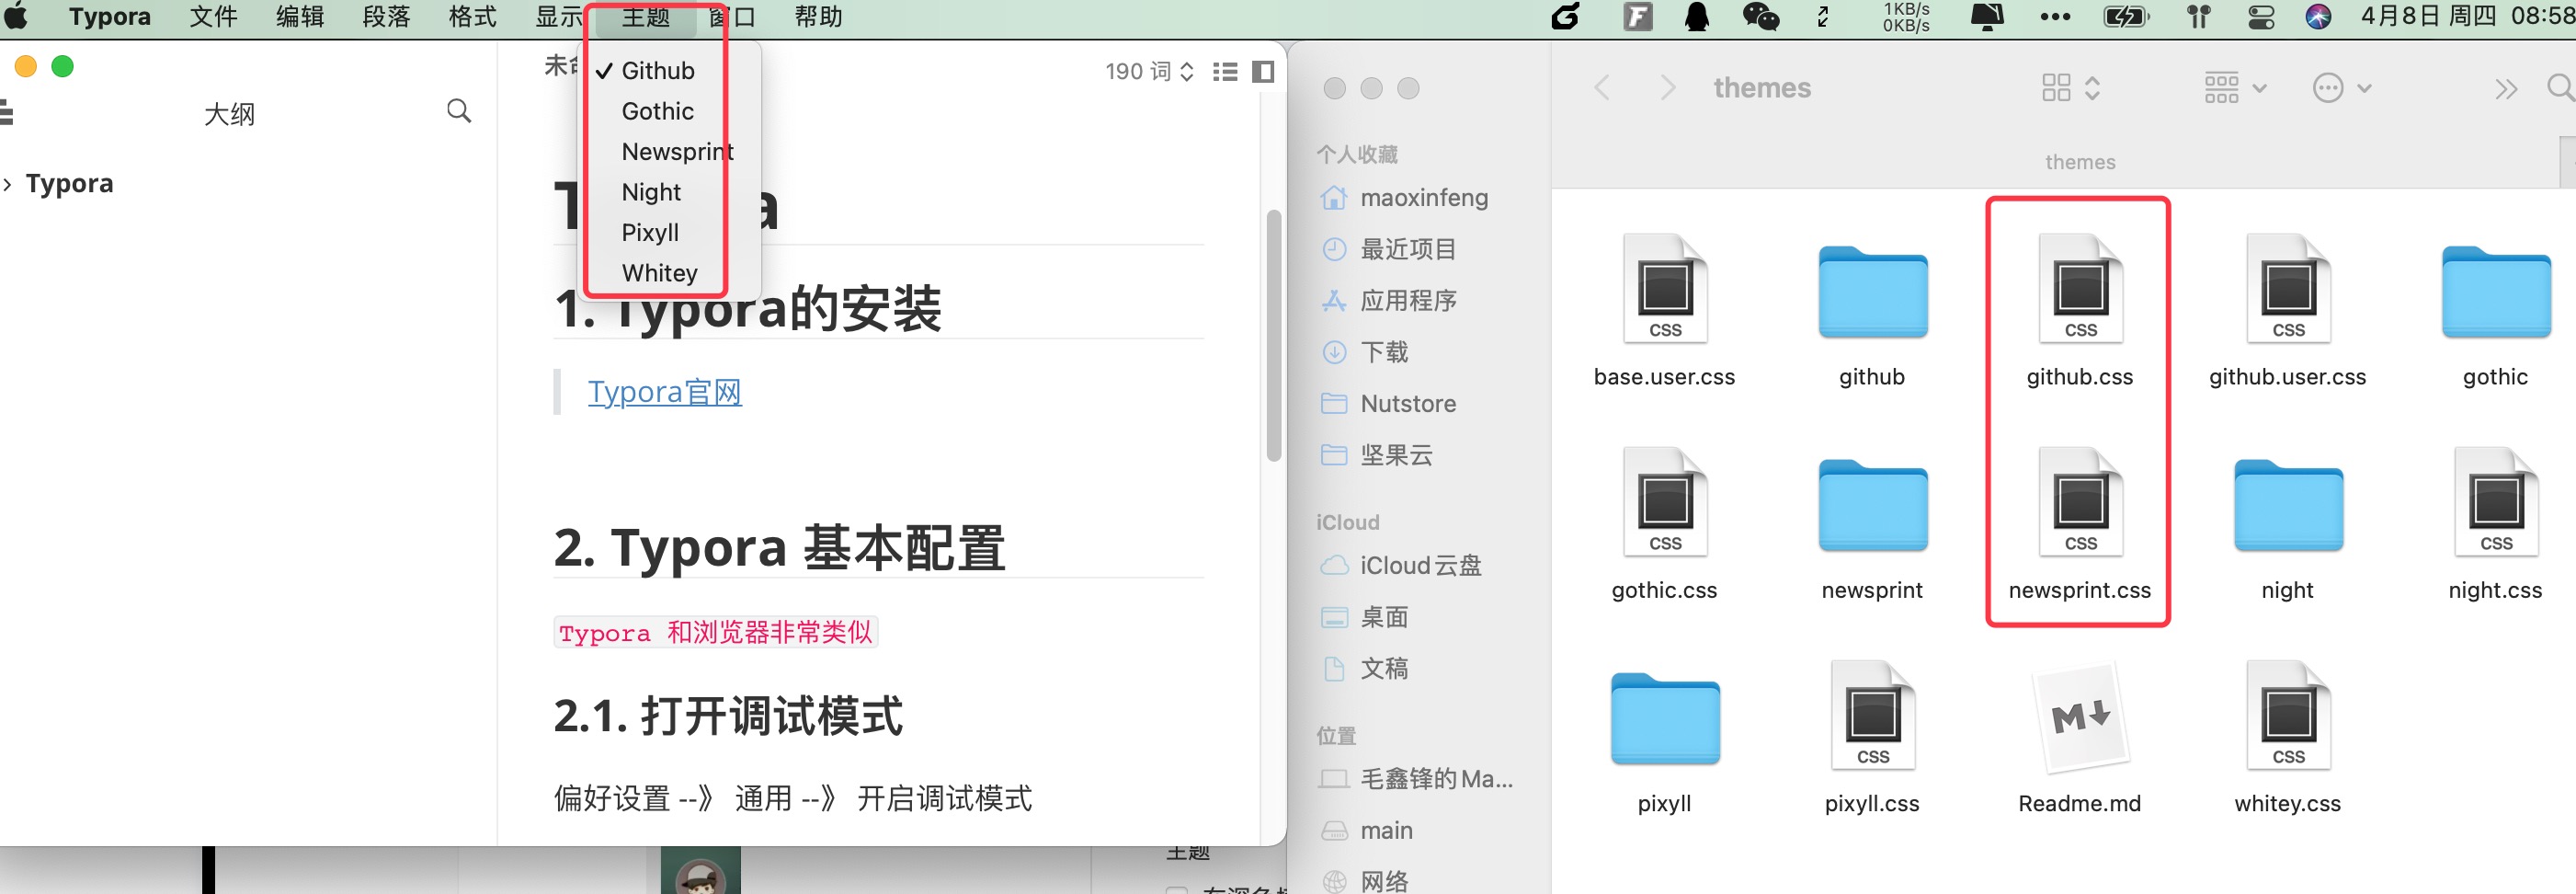 Typora 文件 编辑 段落 格式 显示 主题 窗口 帮助
1KB/s
0KB/s
4月8日 周四 08:58
大纲
Typora
Github
Gothic
Newsprint
Night
Pixyll
Whitey
190 词
1. Typora的安装
Typora官网
2. Typora 基本配置
Typora 和浏览器非常类似
2.1. 打开调试模式
偏好设置 --》 通用 --》 开启调试模式
主题
themes
themes
个人收藏
maoxinfeng
最近项目
应用程序
下载
Nutstore
坚果云
iCloud
iCloud云盘
桌面
文稿
位置
毛鑫锋的Ma...
main
网络
CSS
base.user.css
github
CSS
github.css
CSS
github.user.css
gothic
CSS
gothic.css
newsprint
CSS
newsprint.css
night
CSS
night.css
pixyll
CSS
pixyll.css
M
Readme.md
CSS
whitey.css